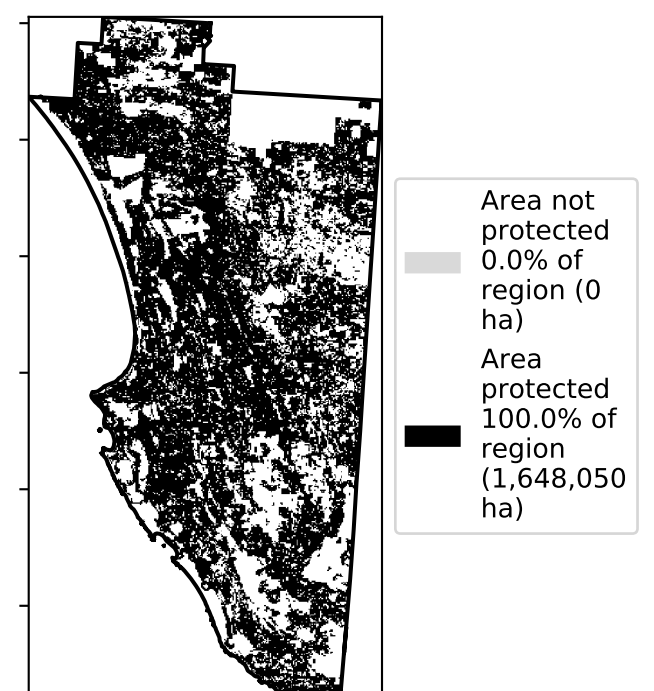 Area not
protected
0.0% of
region (0
ha)
Area
protected
100.0% of
region
(1,648,050
ha)